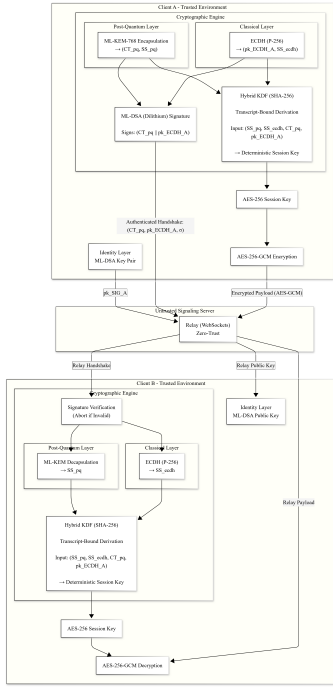 Client A - Trusted Environment
Cryptographic Engine
Post-Quantum Layer
Classical Layer
ML-KEM-768 Encapsulation
→ (CT_pq, SS_pq)
ECDH (P-256)
→ (pk_ECDH_A, SS_ecdh)
ML-DSA (Dilithium) Signature
Signs: (CT_pq | pk_ECDH_A)
Hybrid KDF (SHA-256)
Transcript-Bound Derivation
Input: (SS_pq, SS_ecdh, CT_pq,
pk_ECDH_A)
→ Deterministic Session Key
AES-256 Session Key
Authenticated Handshake:
(CT_pq, pk_ECDH_A, σ)
Identity Layer
ML-DSA Key Pair
AES-256-GCM Encryption
pk_SIG_A
Encrypted Payload (AES-GCM)
Untrusted Signaling Server
Relay (WebSockets)
Zero-Trust
Relay Handshake
Relay Public Key
Client B - Trusted Environment
Cryptographic Engine
Signature Verification
(Abort if Invalid)
Identity Layer
ML-DSA Public Key
Post-Quantum Layer
Classical Layer
ML-KEM Decapsulation
→ SS_pq
ECDH (P-256)
→ SS_ecdh
Relay Payload
Hybrid KDF (SHA-256)
Transcript-Bound Derivation
Input: (SS_pq, SS_ecdh, CT_pq,
pk_ECDH_A)
→ Deterministic Session Key
AES-256 Session Key
AES-256-GCM Decryption